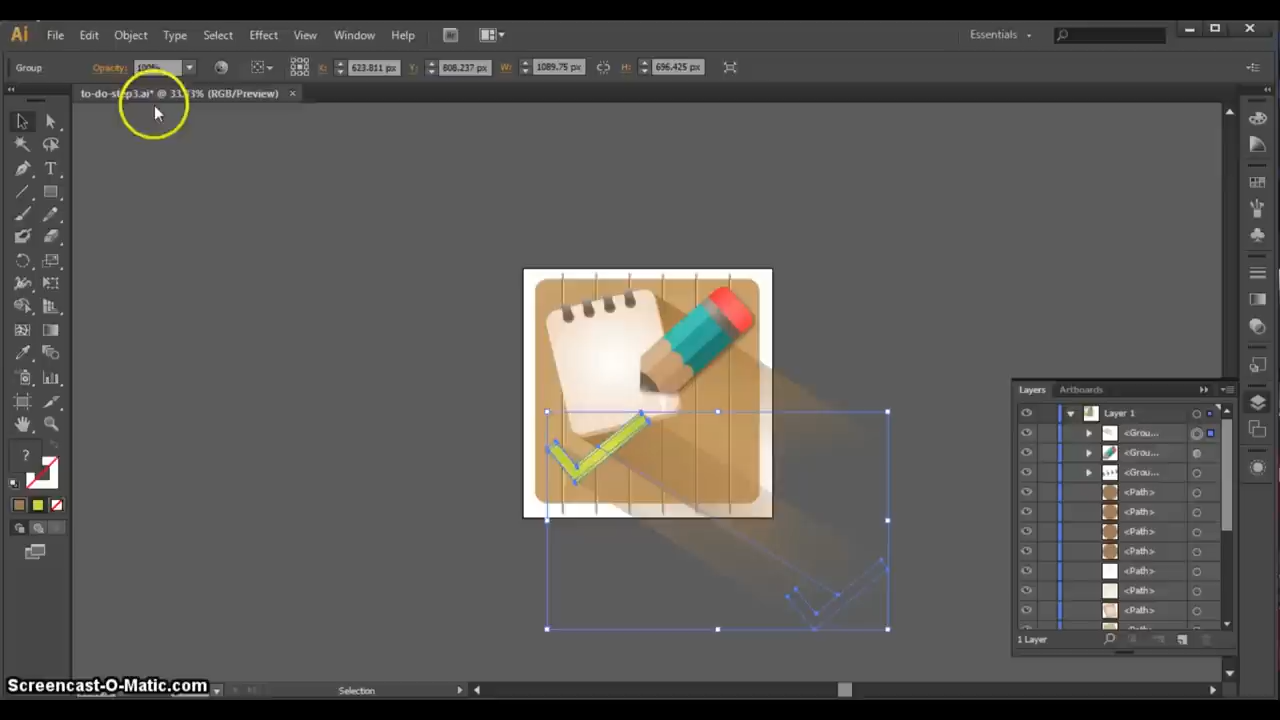 Ai File Edit Object Type Select Effect View Window Help Br Essentials
Group Opacity: 100% X: 623.811 px Y: 808.237 px W: 1089.75 px H: 696.425 px
to-do-step3.ai* @ 33.33% (RGB/Preview) ×
T
?
Layers Artboards
Layer 1
<Grou...
<Grou...
<Grou...
<Path>
<Path>
<Path>
<Path>
<Path>
<Path>
<Path>
1 Layer
Screencast-O-Matic.com
Selection